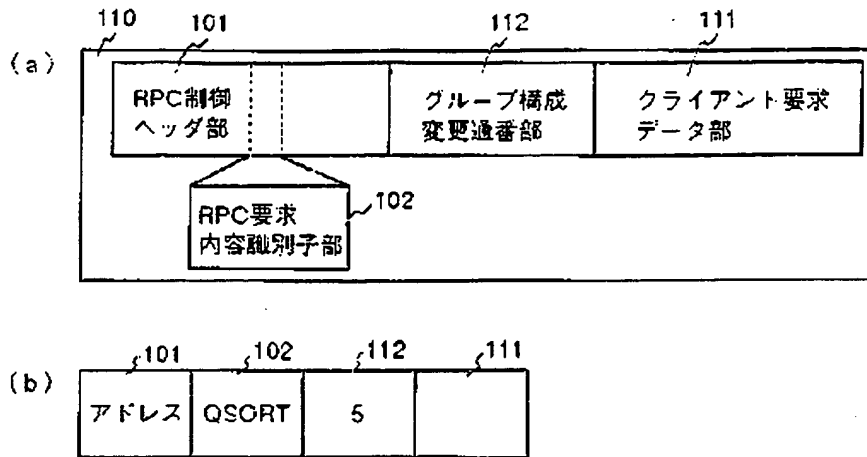 110
101
112
111
(a)
RPC制御
ヘッダ部
グループ構成
変更通番部
クライアント要求
データ部
RPC要求
内容識別子部
102
101
102
112
111
(b)
アドレス
QSORT
5